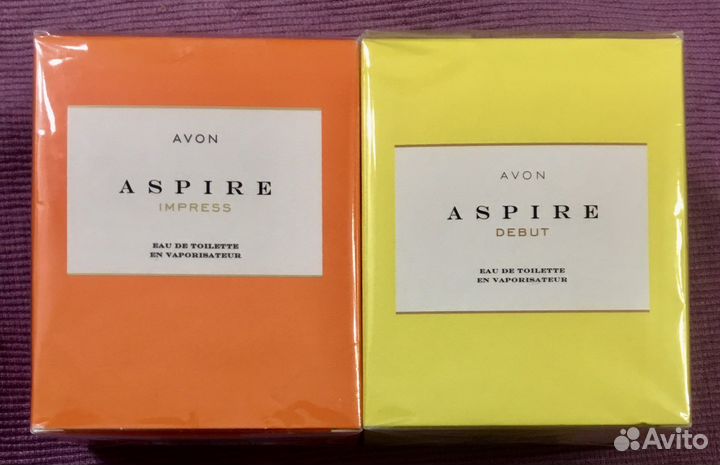 AVON
ASPIRE
IMPRESS
EAU DE TOILETTE
EN VAPORISATEUR
AVON
ASPIRE
DEBUT
EAU DE TOILETTE
EN VAPORISATEUR
Avito